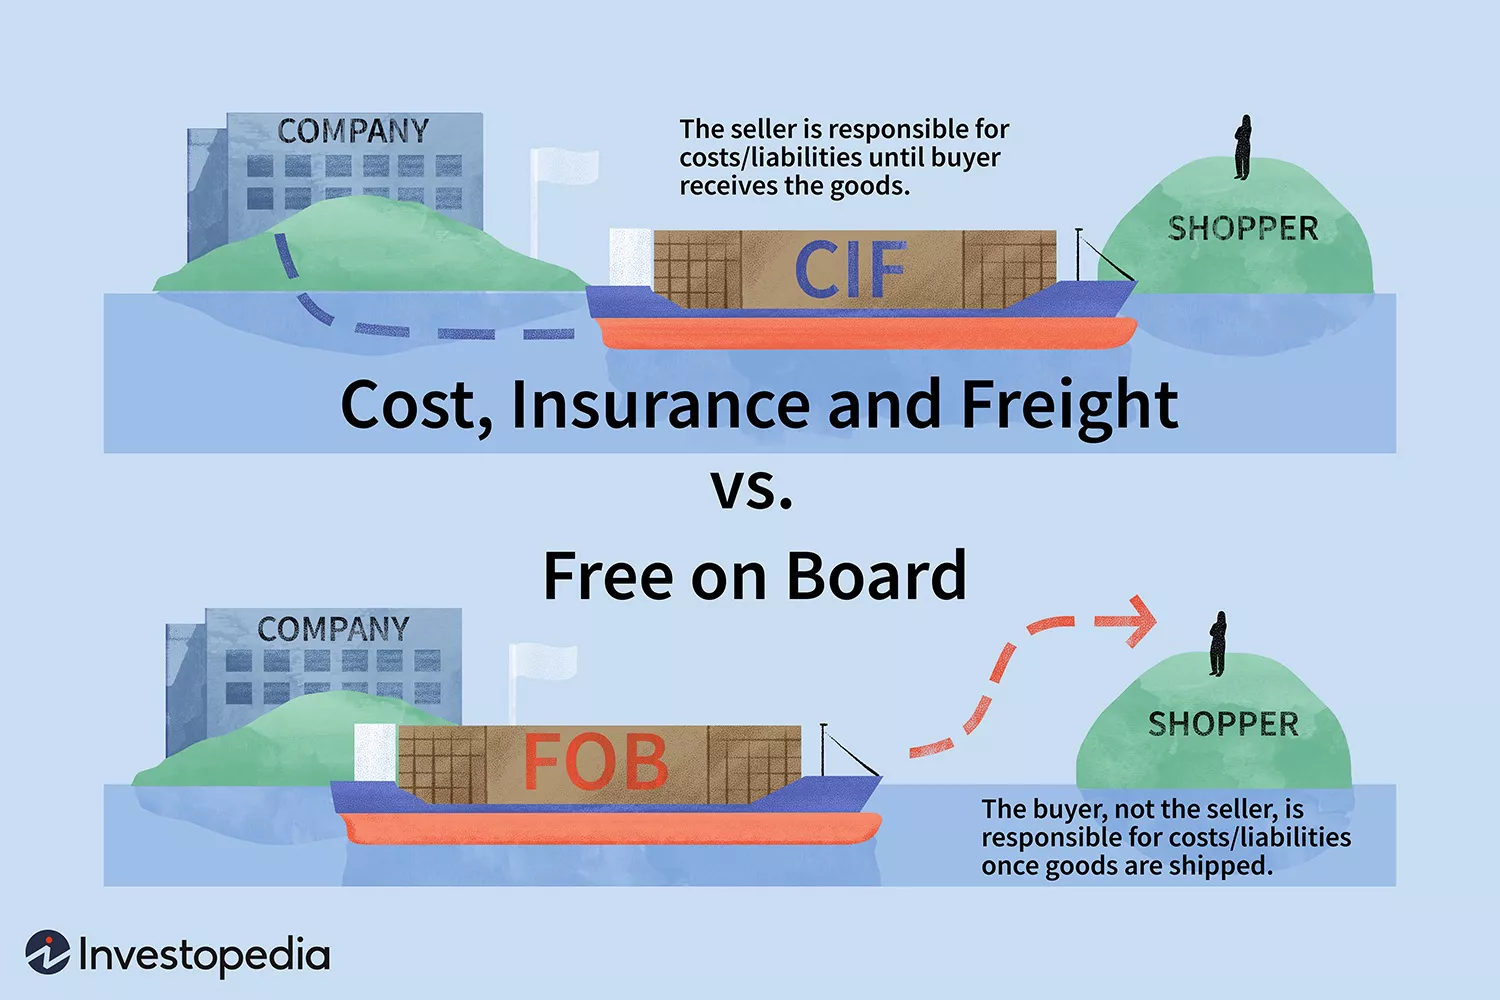 COMPANY
The seller is responsible for
costs/liabilities until buyer
receives the goods.
SHOPPER
CIF
Cost, Insurance and Freight
vs.
Free on Board
COMPANY
FOB
SHOPPER
The buyer, not the seller, is
responsible for costs/liabilities
once goods are shipped.
Investopedia